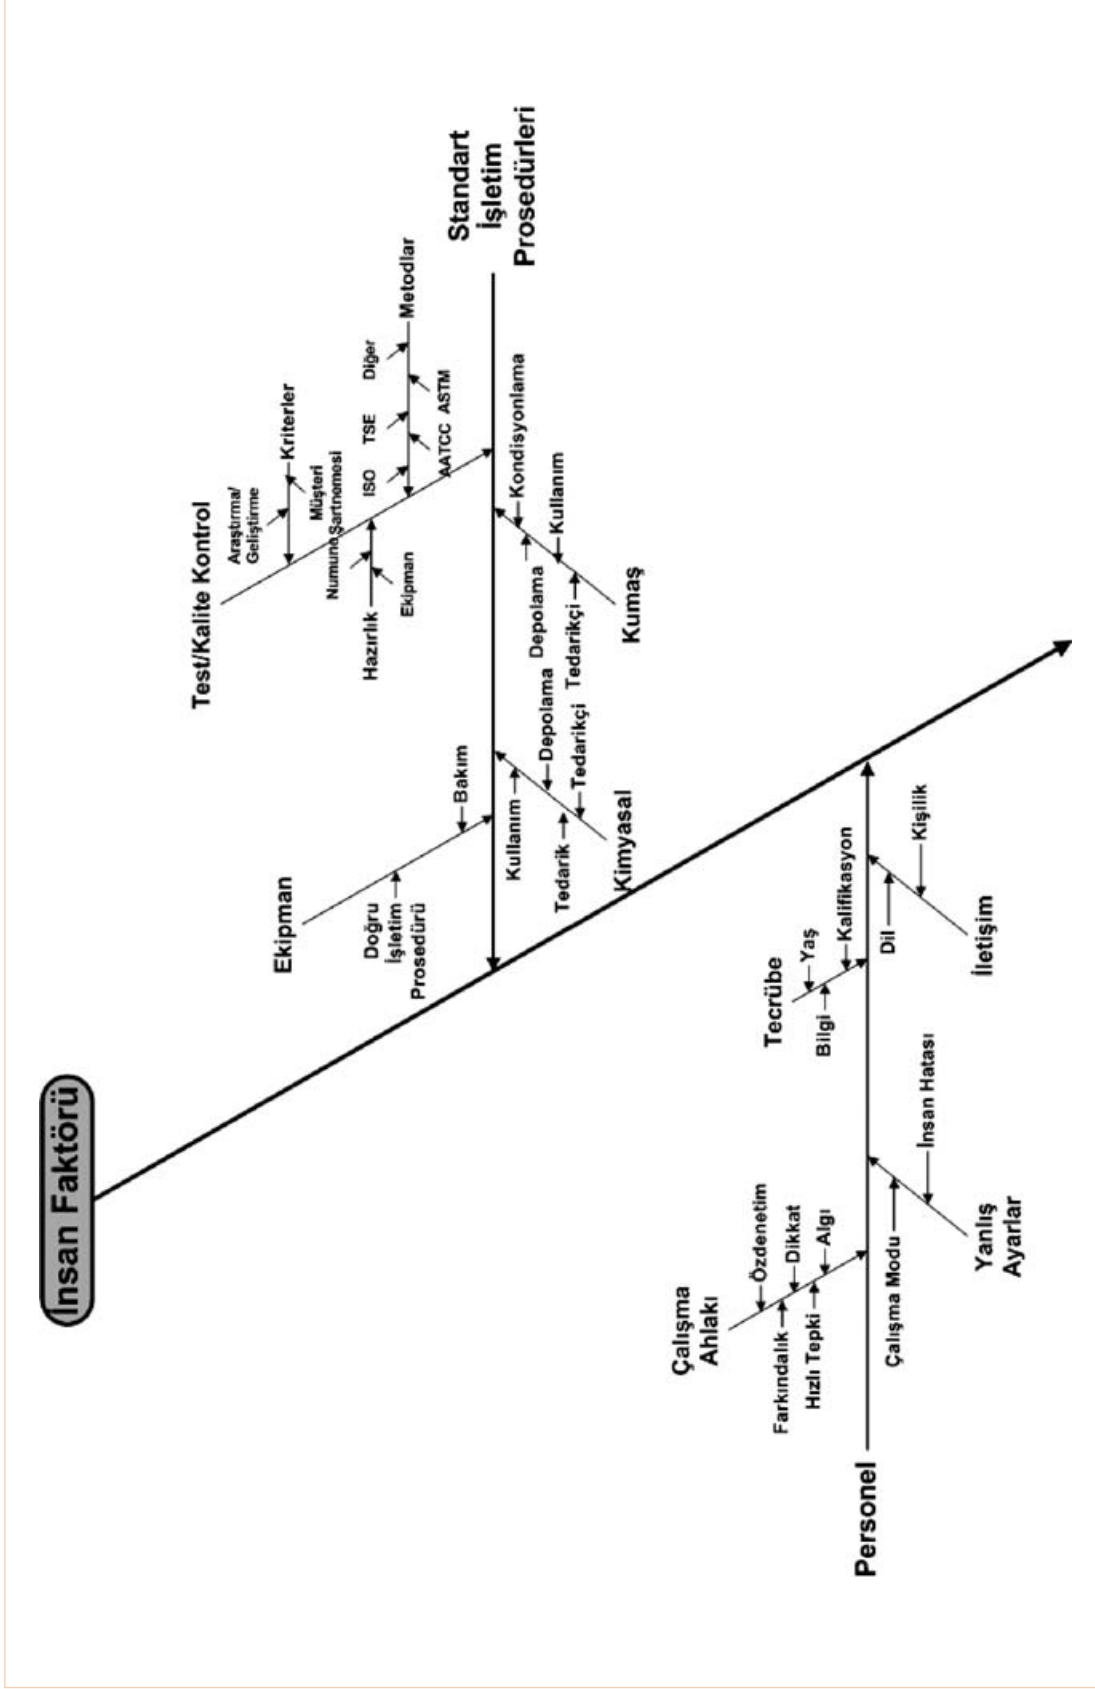 İnsan Faktörü
Test/Kalite Kontrol
Araştırma/
Geliştirme
Kriterler
Müşteri
Şartnomesi
Numune
Hazırlık
Ekipman
ISO
TSE
Diğer
Metodlar
AATCC
ASTM
Standart
İşletim
Prosedürleri
Ekipman
Bakım
Doğru
İşletim
Prosedürü
Kullanım
Depolama
Tedarik
Tedarikçi
Kimyasal
Kondisyonlama
Depolama
Kullanım
Tedarikçi
Kumaş
Çalışma
Ahlakı
Özdenetim
Farkındalık
Dikkat
Hızlı Tepki
Algı
Tecrübe
Yaş
Bilgi
Kalifikasyon
Personel
Çalışma Modu
İnsan Hatası
Yanlış
Ayarlar
Dil
Kişilik
İletişim